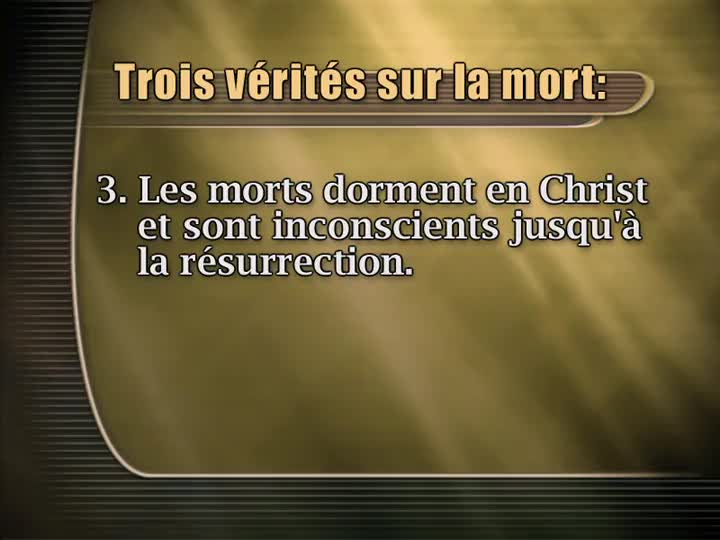 Trois vérités sur la mort:
3. Les morts dorment en Christ
et sont inconscients jusqu'à
la résurrection.